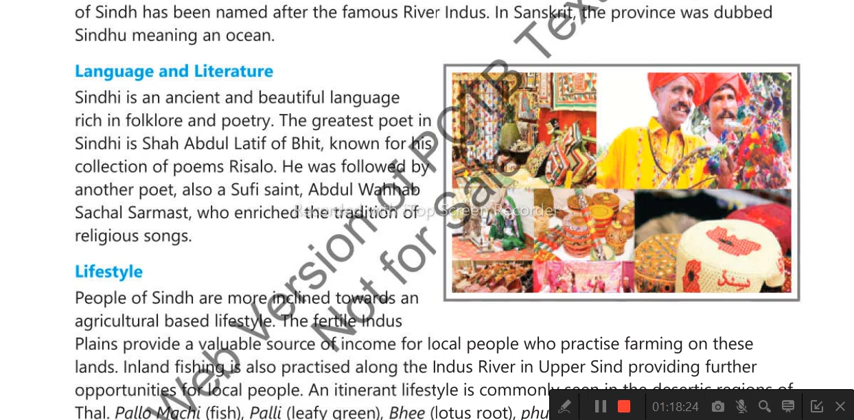 of Sindh has been named after the famous River Indus. In Sanskrit, the province was dubbed
Sindhu meaning an ocean.
Language and Literature
Sindhi is an ancient and beautiful language
rich in folklore and poetry. The greatest poet in
Sindhi is Shah Abdul Latif of Bhit, known for his
collection of poems Risalo. He was followed by
another poet, also a Sufi saint, Abdul Wahhab
Sachal Sarmast, who enriched the tradition of
religious songs.
Lifestyle
People of Sindh are more inclined towards an
agricultural based lifestyle. The fertile Indus
Plains provide a valuable source of income for local people who practise farming on these
lands. Inland fishing is also practised along the Indus River in Upper Sind providing further
opportunities for local people. An itinerant lifestyle is commonly seen in the desertic regions of
Thal. Pallo Machi (fish), Palli (leafy green), Bhee (lotus root),
Web Version of PCTB Tex
Not for Sale
Recorded with iTop Screen Recorder
01:18:24